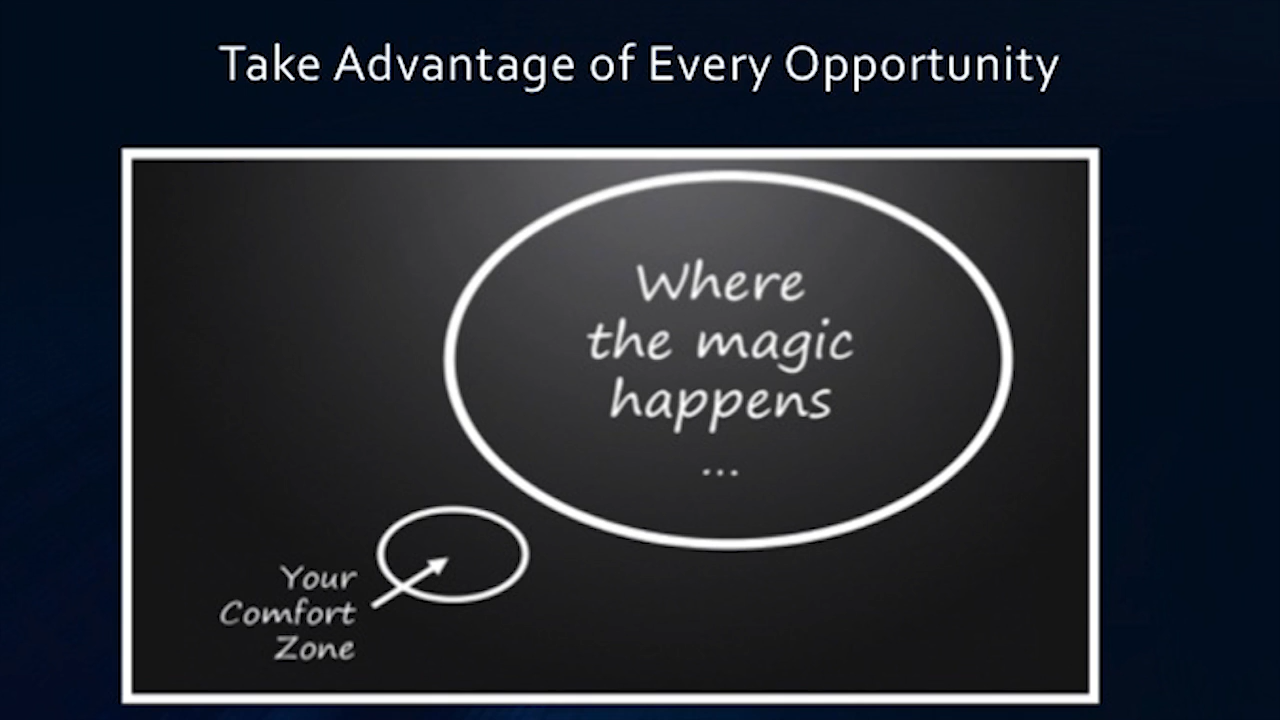 Take Advantage of Every Opportunity
Where
the magic
happens
...
Your
Comfort
Zone